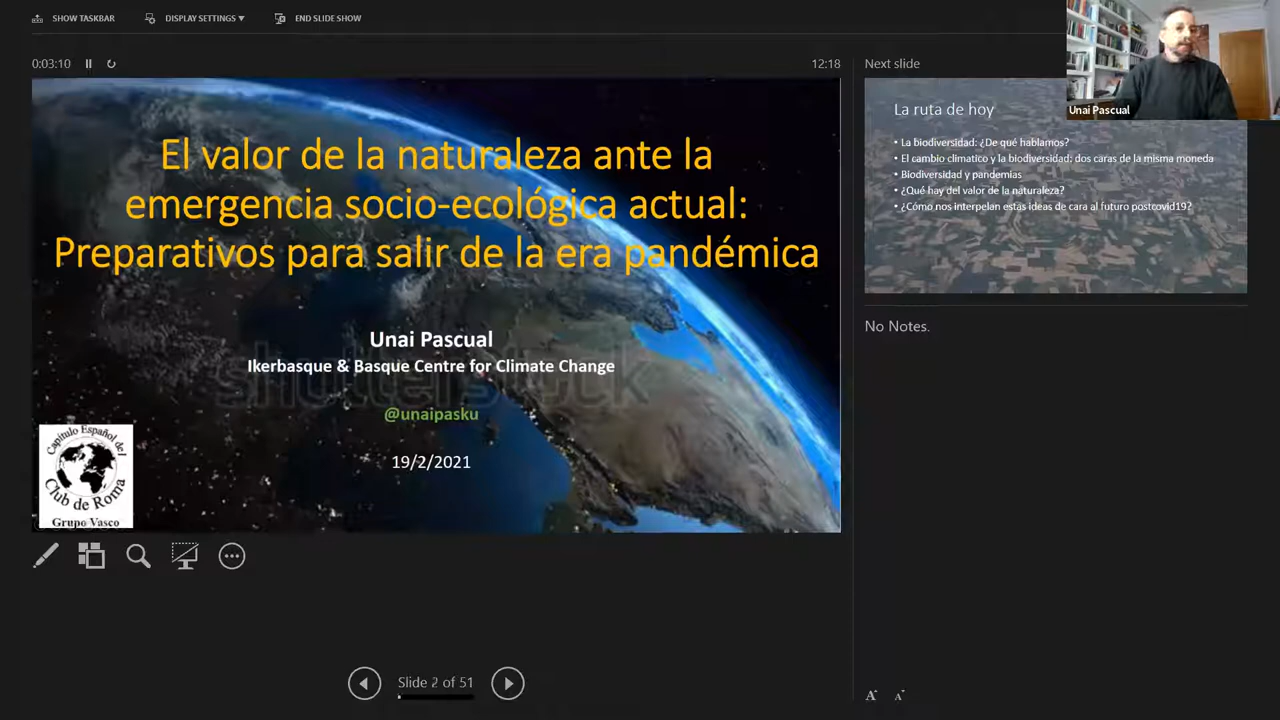 SHOW TASKBAR
DISPLAY SETTINGS ▼
END SLIDE SHOW
0:03:10
12:18
Next slide
Unai Pascual
El valor de la naturaleza ante la
emergencia socio-ecológica actual:
Preparativos para salir de la era pandémica
Unai Pascual
Ikerbasque & Basque Centre for Climate Change
shutterstock
@unaipasku
19/2/2021
Capítulo Español del
Club de Roma
Grupo Vasco
La ruta de hoy
• La biodiversidad: ¿De qué hablamos?
• El cambio climatico y la biodiversidad: dos caras de la misma moneda
• Biodiversidad y pandemias
• ¿Qué hay del valor de la naturaleza?
• ¿Cómo nos interpelan estas ideas de cara al futuro postcovid19?
No Notes.
Slide 2 of 51
A A